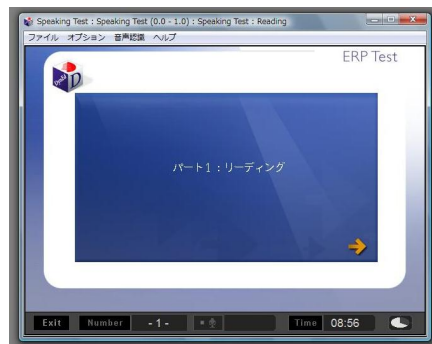 Speaking Test : Speaking Test (0.0 - 1.0) : Speaking Test : Reading
ファイル オプション 音声認識 ヘルプ
ERP Test
D
パート1：リーディング
Exit Number - 1 - Time 08:56